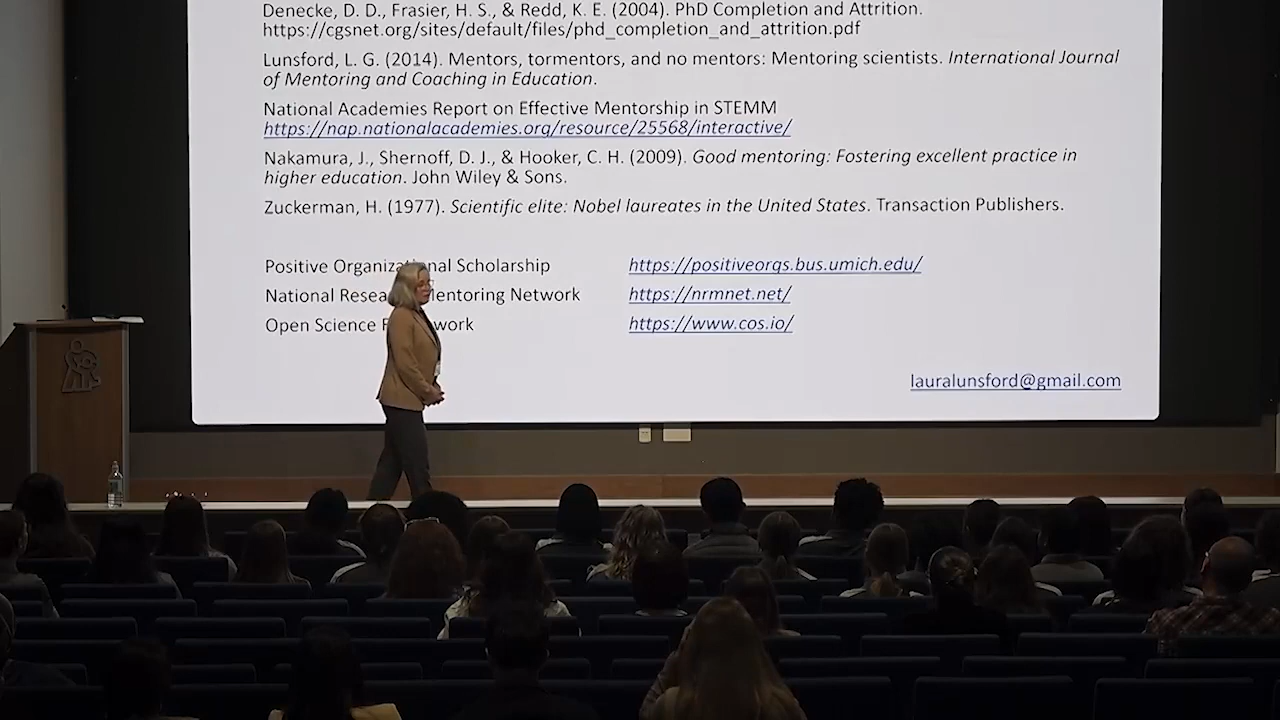 Denecke, D. D., Frasier, H. S., & Redd, K. E. (2004). PhD Completion and Attrition.
https://cgsnet.org/sites/default/files/phd_completion_and_attrition.pdf
Lunsford, L. G. (2014). Mentors, tormentors, and no mentors: Mentoring scientists. International Journal
of Mentoring and Coaching in Education.
National Academies Report on Effective Mentorship in STEMM
https://nap.nationalacademies.org/resource/25568/interactive/
Nakamura, J., Shernoff, D. J., & Hooker, C. H. (2009). Good mentoring: Fostering excellent practice in
higher education. John Wiley & Sons.
Zuckerman, H. (1977). Scientific elite: Nobel laureates in the United States. Transaction Publishers.
Positive Organizational Scholarship https://positiveorgs.bus.umich.edu/
National Resea Mentoring Network https://nrmnet.net/
Open Science F work https://www.cos.io/
lauralunsford@gmail.com